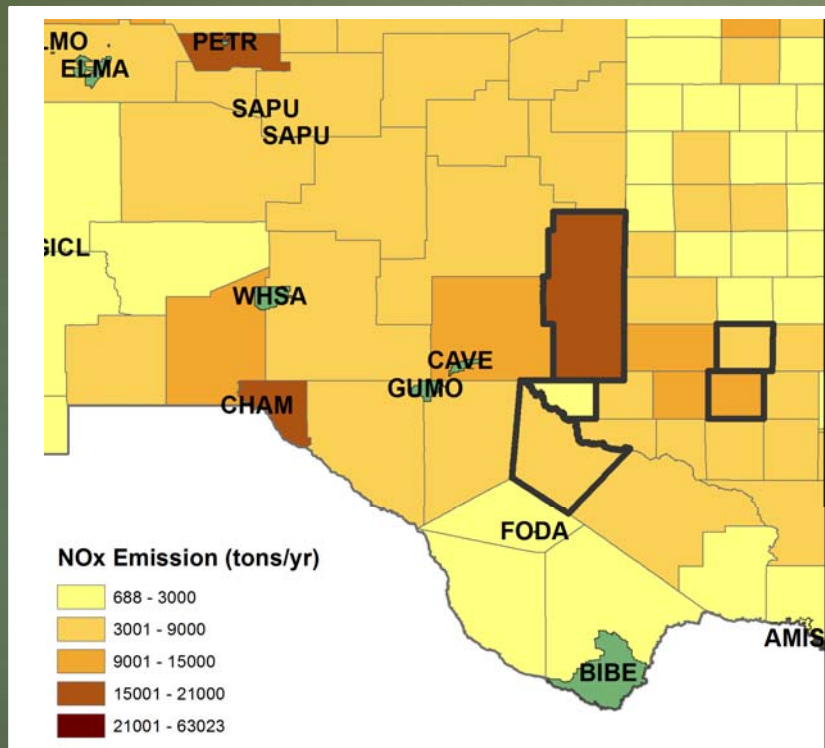 LMO
PETR
ELMA
SAPU
SAPU
GICL
WHSA
CAVE
GUMO
CHAM
FODA
NOx Emission (tons/yr)
688 - 3000
3001 - 9000
9001 - 15000
15001 - 21000
21001 - 63023
AMIS
BIBE